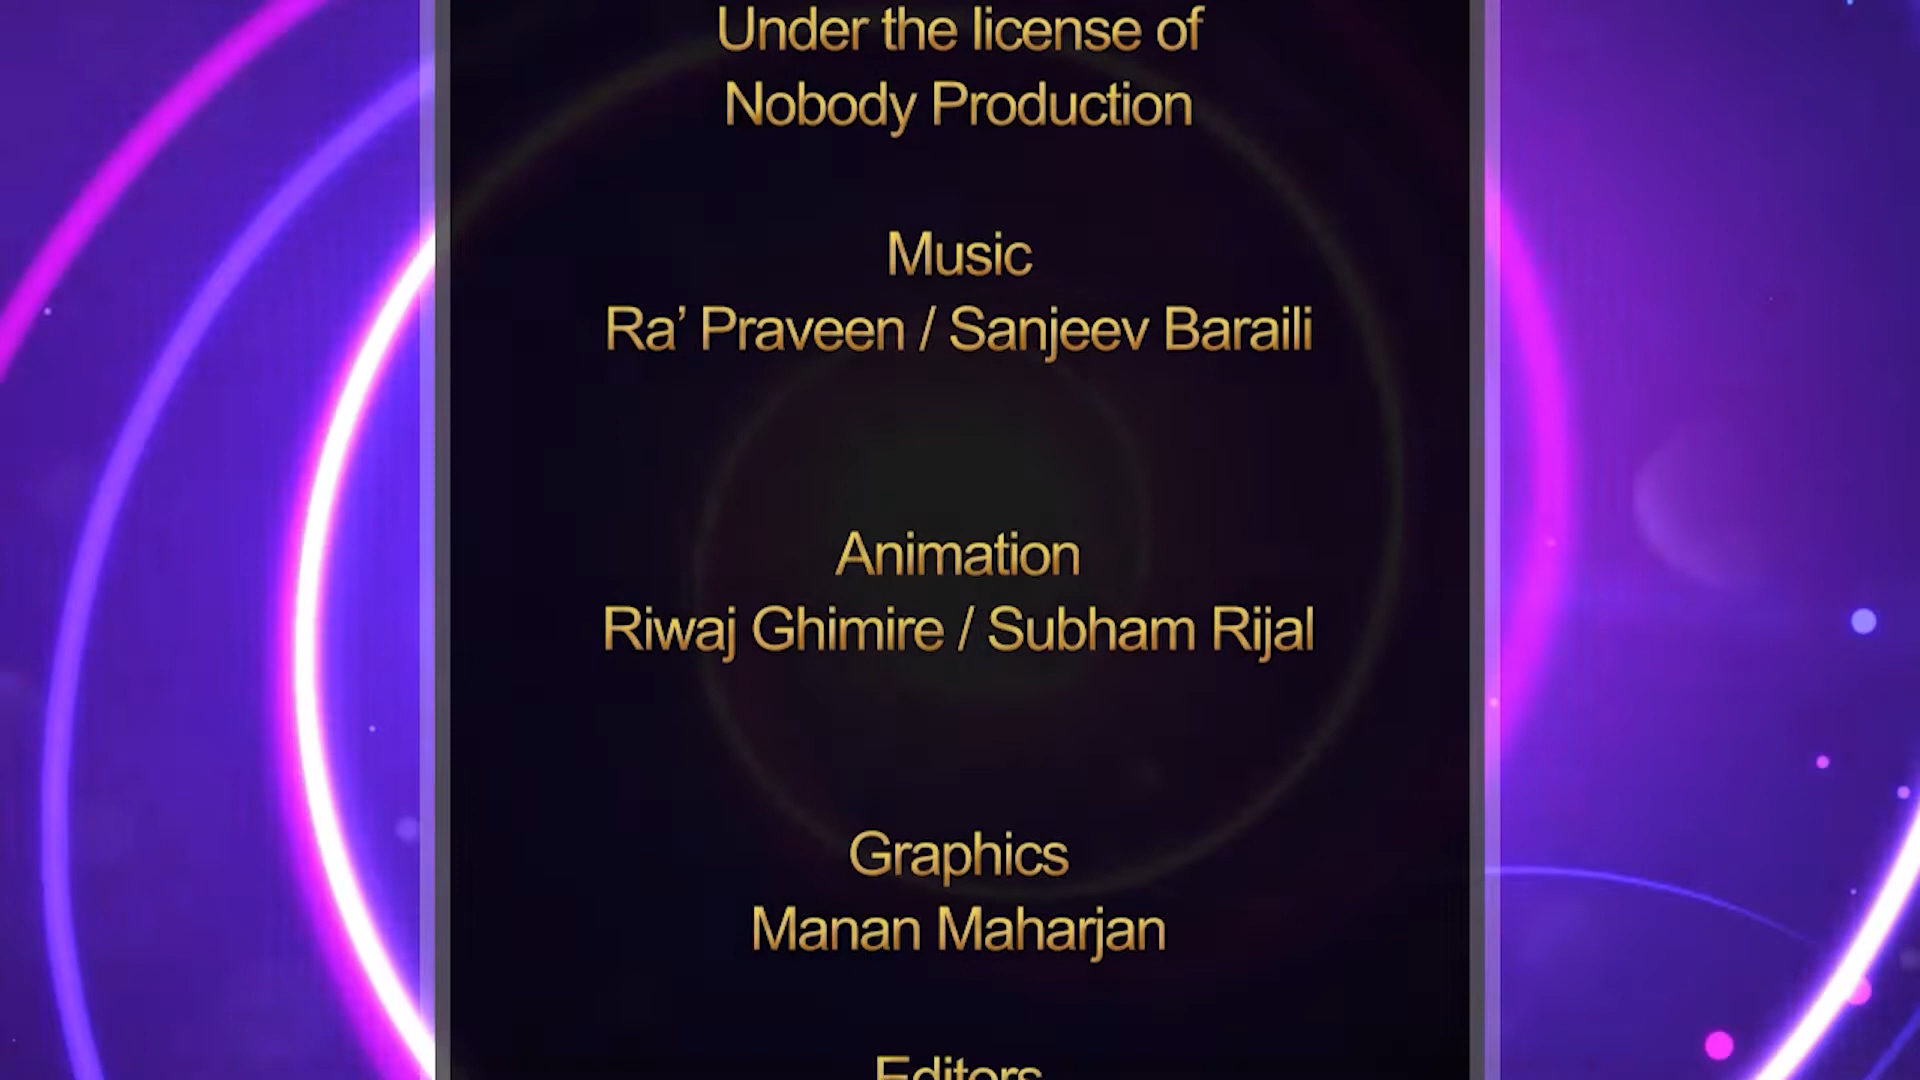 Under the license of
Nobody Production
Music
Ra’ Praveen / Sanjeev Baraili
Animation
Riwaj Ghimire / Subham Rijal
Graphics
Manan Maharjan
Editors